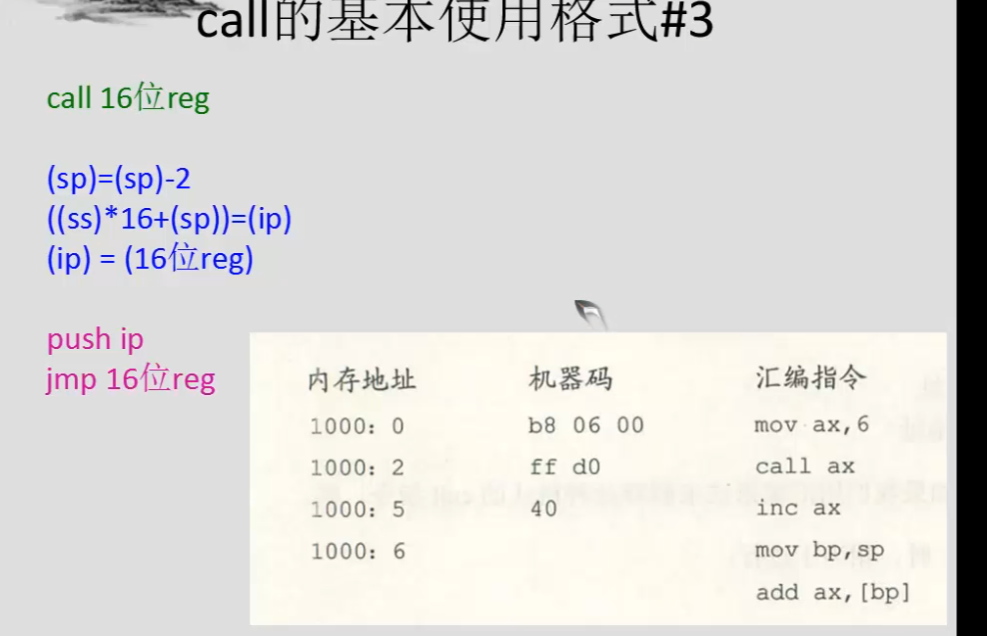 call的基本使用格式#3
call 16位reg
(sp)=(sp)-2
((ss)*16+(sp))=(ip)
(ip) = (16位reg)
push ip
jmp 16位reg
内存地址 机器码 汇编指令
1000: 0 b8 06 00 mov ax,6
1000: 2 ff d0 call ax
1000: 5 40 inc ax
1000: 6 mov bp,sp
add ax,[bp]